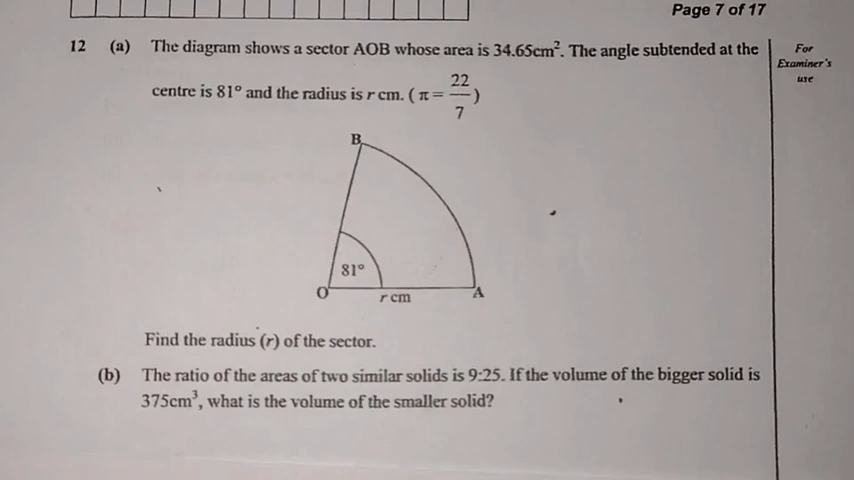 Page 7 of 17
12 (a) The diagram shows a sector AOB whose area is 34.65cm². The angle subtended at the
For
Examiner's
use
centre is 81° and the radius is r cm. ( π = 22/7 )
B
81°
O
r cm
A
Find the radius (r) of the sector.
(b) The ratio of the areas of two similar solids is 9:25. If the volume of the bigger solid is
375cm³, what is the volume of the smaller solid?